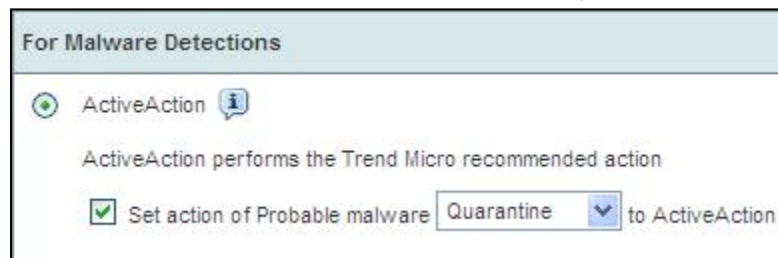 For Malware Detections
ActiveAction
ActiveAction performs the Trend Micro recommended action
Set action of Probable malware Quarantine to ActiveAction